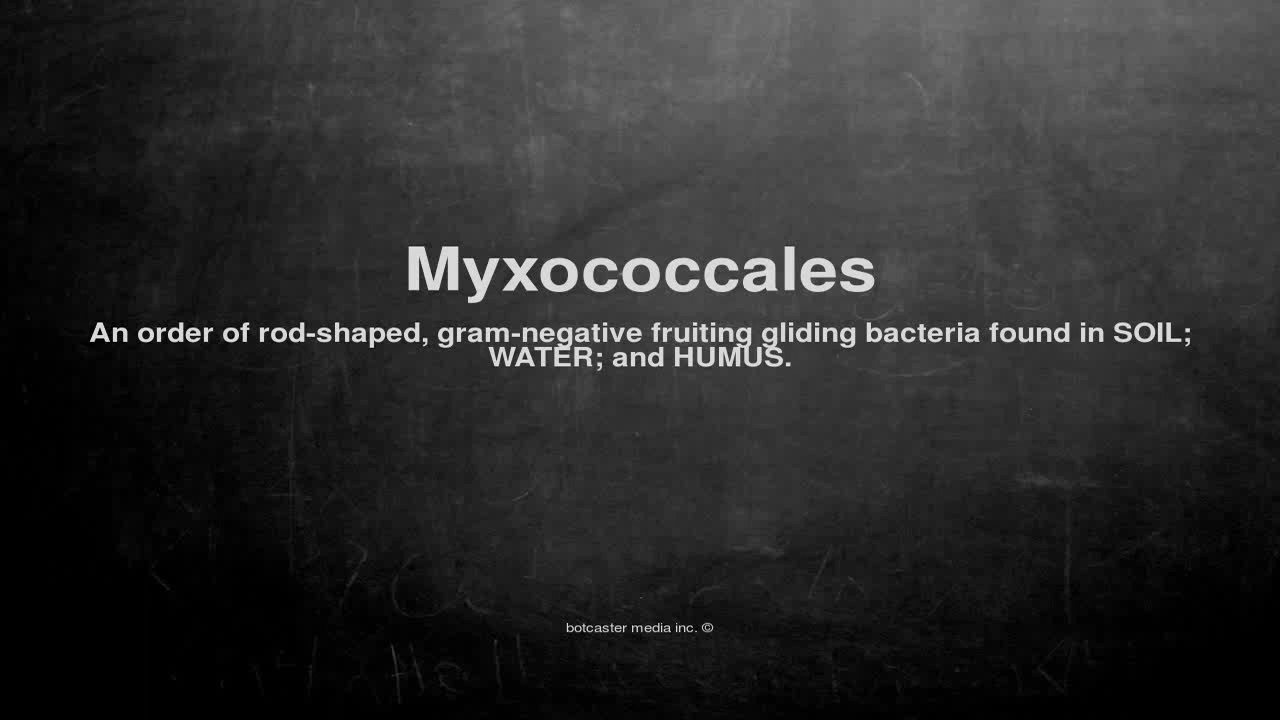 Myxococcales
An order of rod-shaped, gram-negative fruiting gliding bacteria found in SOIL;
WATER; and HUMUS.
botcaster media inc. ©